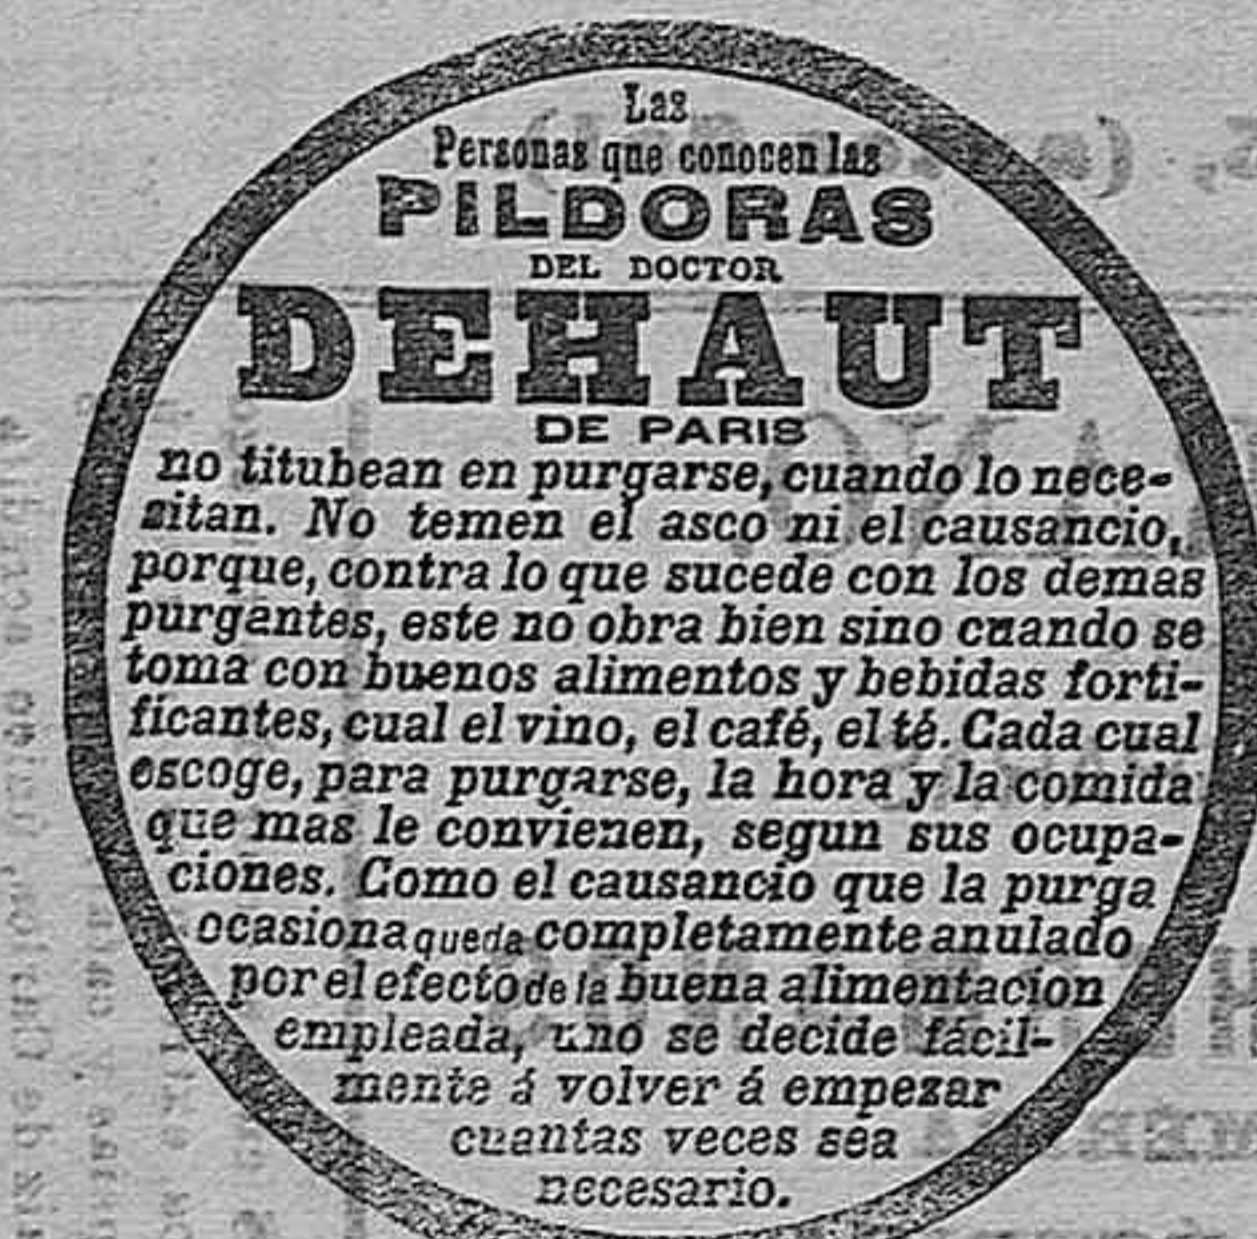 Las
Personas que conocen las
PILDORAS
DEL DOCTOR
DEHAUT
DE PARIS
no titubean en purgarse, cuando lo nece-
sitan. No temen el asco ni el causancio,
porque, contra lo que sucede con los demas
purgantes, este no obra bien sino cuando se
toma con buenos alimentos y bebidas forti-
ficantes, cual el vino, el café, el té. Cada cual
escoge, para purgarse, la hora y la comida
que mas le convienen, segun sus ocupa-
ciones. Como el causancio que la purga
ocasiona queda completamente anulado
por el efecto de la buena alimentacion
empleada, uno se decide fácil-
mente á volver á empezar
cuantas veces sea
necesario.